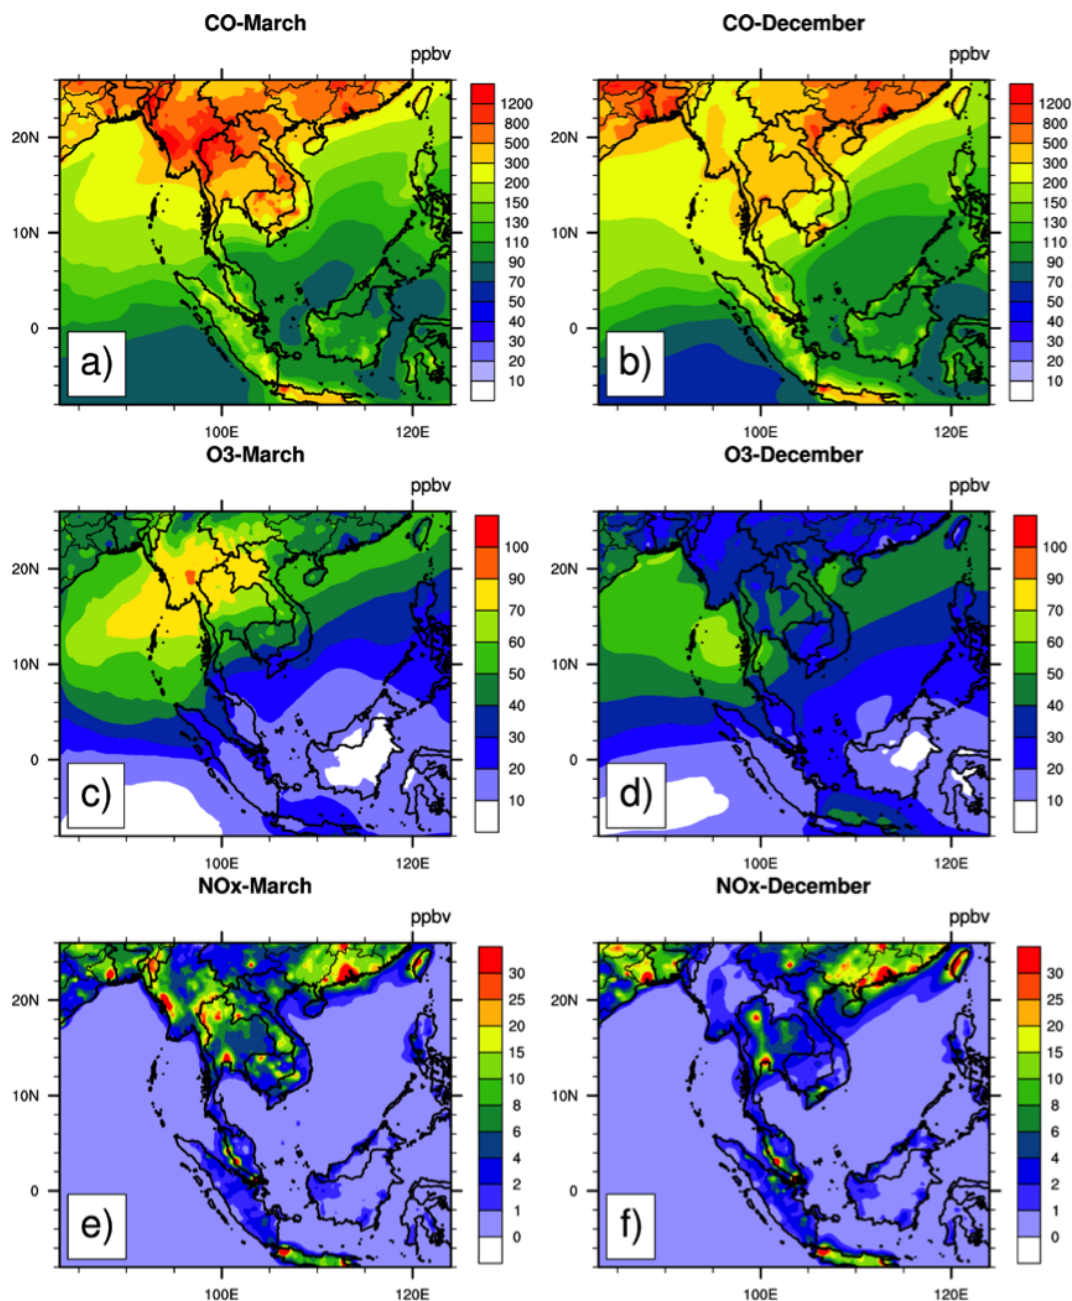 CO-March
CO-December
ppbv
ppbv
20N
10N
0
1200
800
500
300
200
150
130
110
90
70
50
40
30
20
10
20N
10N
0
1200
800
500
300
200
150
130
110
90
70
50
40
30
20
10
a)
b)
100E
120E
100E
120E
O3-March
O3-December
ppbv
ppbv
20N
10N
0
100
90
70
60
50
40
30
20
10
20N
10N
0
100
90
70
60
50
40
30
20
10
c)
d)
100E
120E
100E
120E
NOx-March
NOx-December
ppbv
ppbv
20N
10N
0
30
25
20
15
10
8
6
4
2
1
0
20N
10N
0
30
25
20
15
10
8
6
4
2
1
0
e)
f)
100E
120E
100E
120E